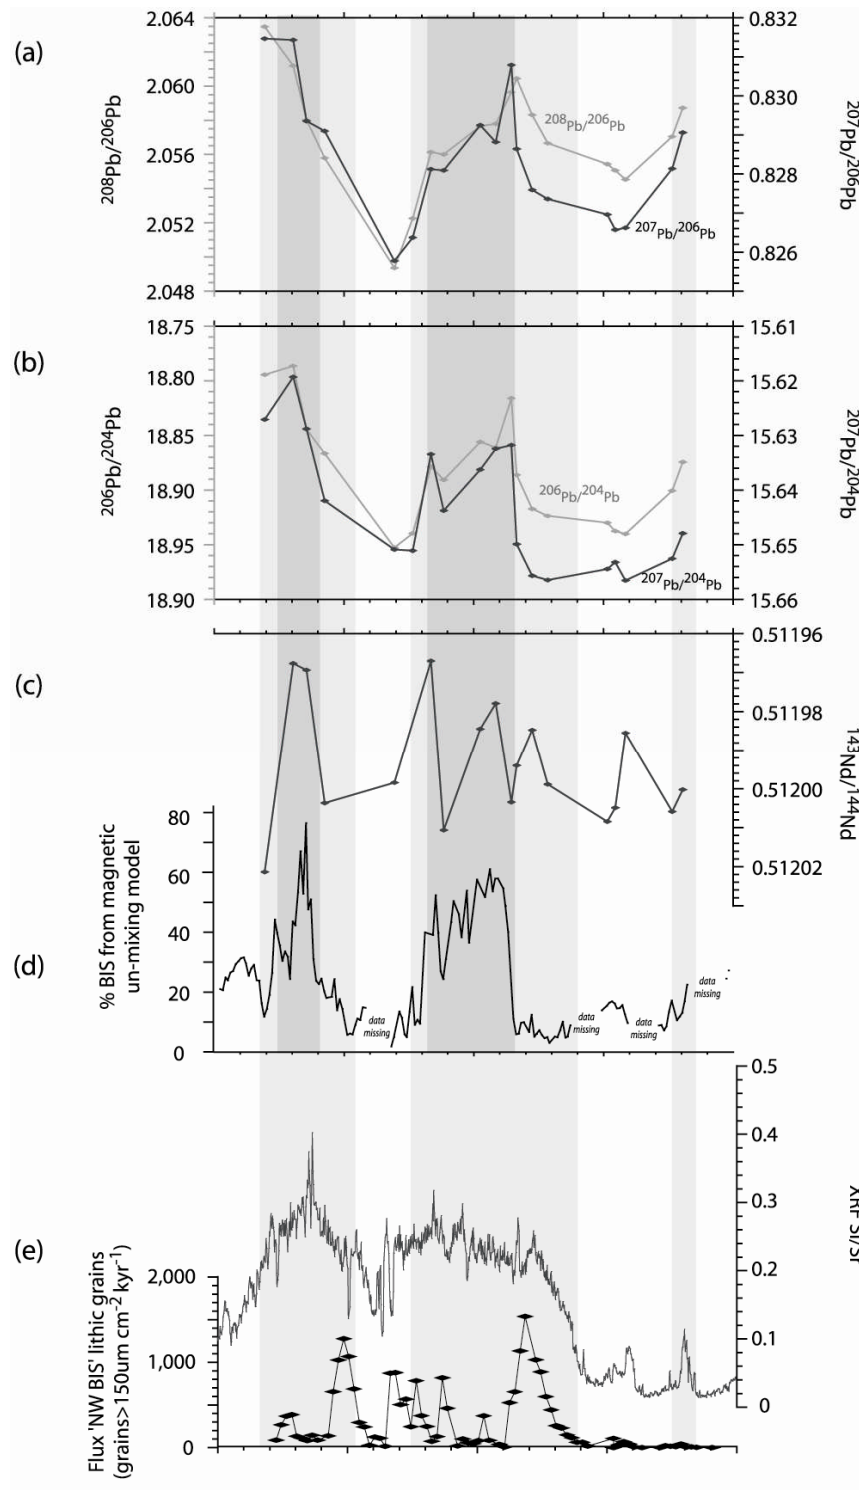 (a)
2.064
2.060
2.056
2.052
2.048
208Pb/206Pb
0.832
0.830
0.828
0.826
207Pb/206Pb
208Pb/206Pb
207Pb/206Pb
(b)
18.75
18.80
18.85
18.90
18.95
18.90
206Pb/204Pb
15.61
15.62
15.63
15.64
15.65
15.66
207Pb/204Pb
206Pb/204Pb
207Pb/204Pb
(c)
0.51196
0.51198
0.51200
0.51202
143Nd/144Nd
(d)
80
60
40
20
0
% BIS from magnetic
un-mixing model
data
missing
data
missing
data
missing
data
missing
(e)
0.5
0.4
0.3
0.2
0.1
0
XRF Si/Sr
2,000
1,000
0
Flux 'NW BIS' lithic grains
(grains>150um cm-2 kyr-1)